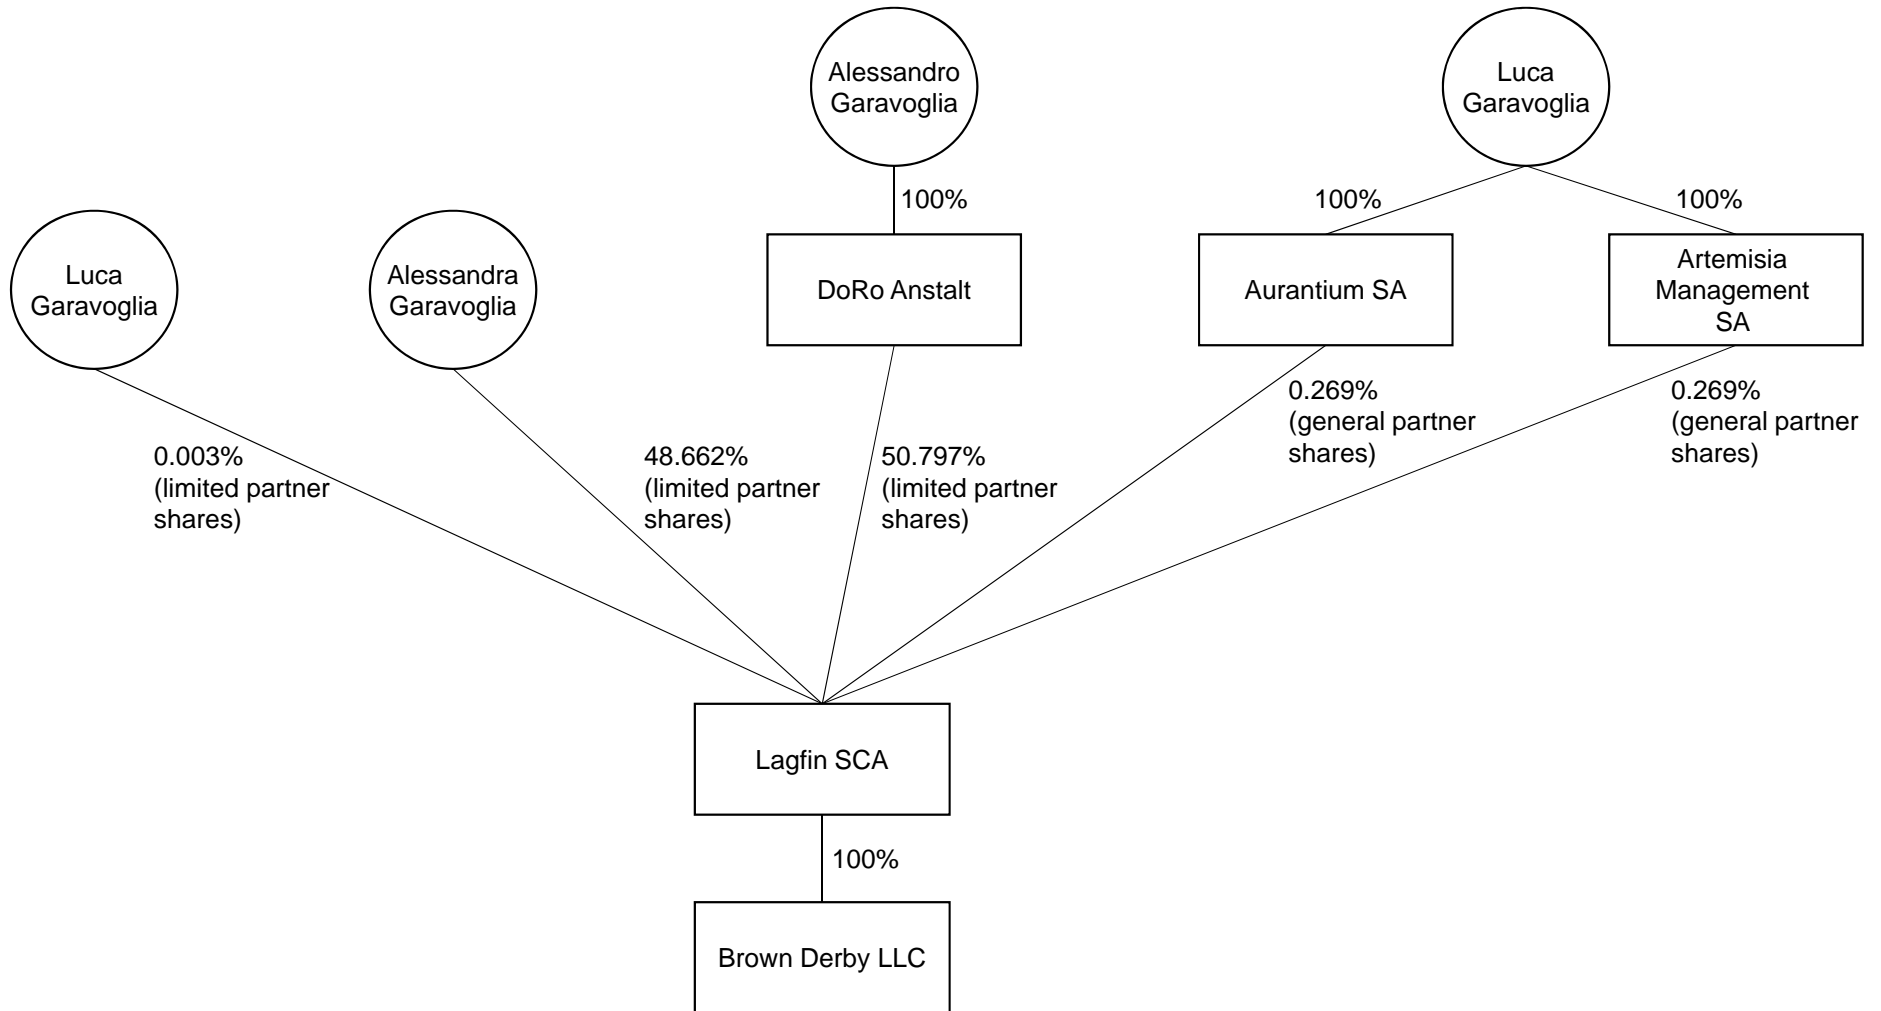 Alessandro
Garavoglia
Luca
Garavoglia
100%
100%
100%
Luca
Garavoglia
Alessandra
Garavoglia
DoRo Anstalt
Aurantium SA
Artemisia
Management
SA
0.003%
(limited partner
shares)
48.662%
(limited partner
shares)
50.797%
(limited partner
shares)
0.269%
(general partner
shares)
0.269%
(general partner
shares)
Lagfin SCA
100%
Brown Derby LLC